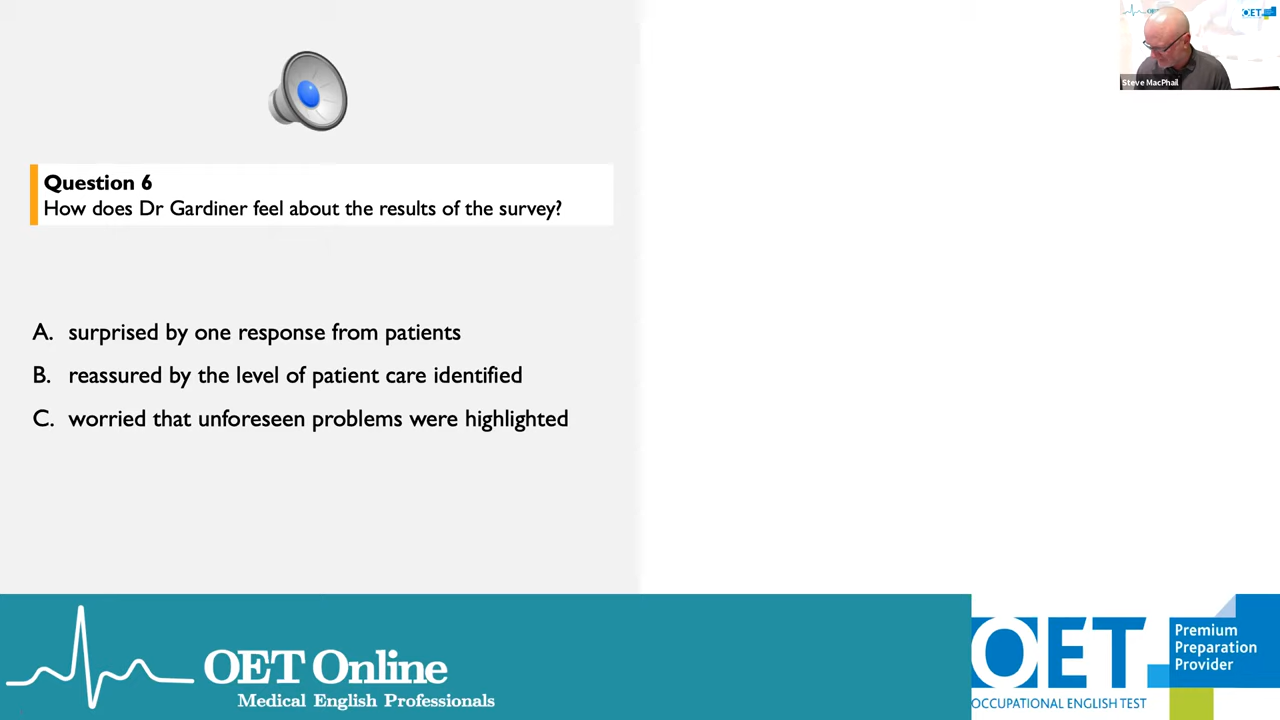 OET
Steve MacPhail
Question 6
How does Dr Gardiner feel about the results of the survey?
A. surprised by one response from patients
B. reassured by the level of patient care identified
C. worried that unforeseen problems were highlighted
OET Online
Medical English Professionals
OET
OCCUPATIONAL ENGLISH TEST
Premium
Preparation
Provider